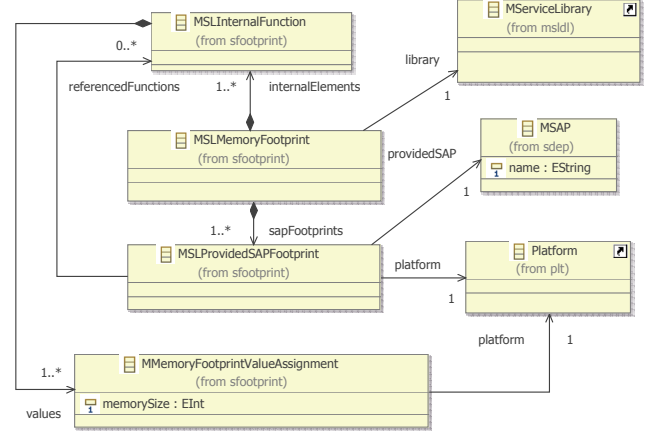 MSLInternalFunction
(from sfootprint)
MServiceLibrary
(from msldl)
0..*
referencedFunctions
1..*
internalElements
library
1
MSLMemoryFootprint
(from sfootprint)
MSAP
(from sdep)
name : EString
providedSAP
1
1..*
sapFootprints
MSLProvidedSAPFootprint
(from sfootprint)
platform
1
Platform
(from plt)
platform
1
1..*
values
MMemoryFootprintValueAssignment
(from sfootprint)
1
memorySize : EInt